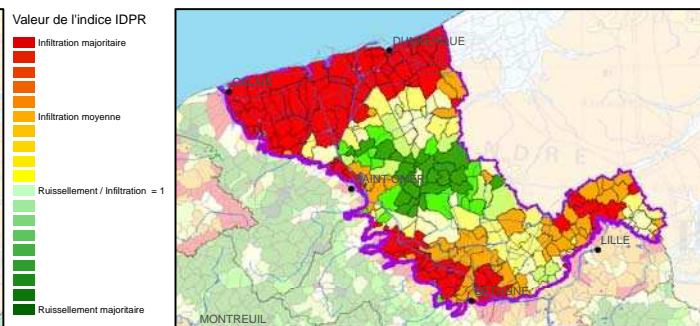 Valeur de l'indice IDPR
Infiltration majoritaire
Infiltration moyenne
Ruissellement / Infiltration = 1
Ruissellement majoritaire
DUNKERQUE
SAINT-OMER
LILLE
MONTREUIL